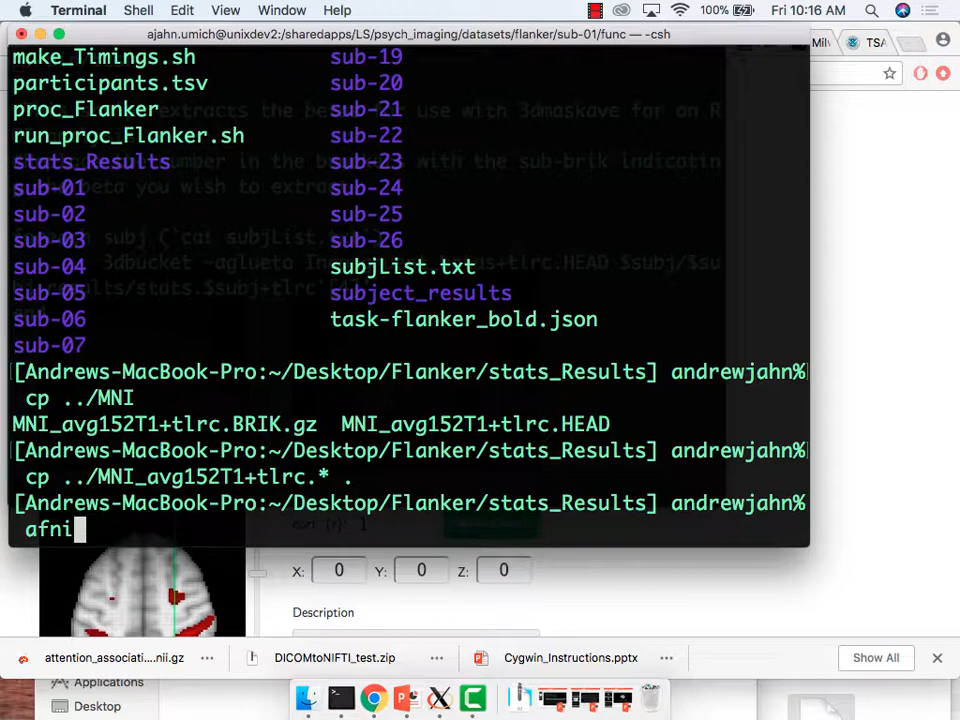 Terminal Shell Edit View Window Help 100% Fri 10:16 AM
ajahn.umich@unixdev2:/sharedapps/LS/psych_imaging/datasets/flanker/sub-01/func — -csh
TSA
make_Timings.sh sub-19
participants.tsv sub-20
proc_Flanker sub-21
run_proc_Flanker.sh sub-22
stats_Results sub-23
sub-01 sub-24
sub-02 sub-25
sub-03 sub-26
sub-04 subjList.txt
sub-05 subject_results
sub-06 task-flanker_bold.json
sub-07
[Andrews-MacBook-Pro:~/Desktop/Flanker/stats_Results] andrewjahn%
cp ../MNI
MNI_avg152T1+tlrc.BRIK.gz MNI_avg152T1+tlrc.HEAD
[Andrews-MacBook-Pro:~/Desktop/Flanker/stats_Results] andrewjahn%
cp ../MNI_avg152T1+tlrc.* .
[Andrews-MacBook-Pro:~/Desktop/Flanker/stats_Results] andrewjahn%
afni
X: 0 Y: 0 Z: 0
Description
attention_associati....nii.gz DICOMtoNIFTI_test.zip Cygwin_Instructions.pptx Show All
Applications
Desktop